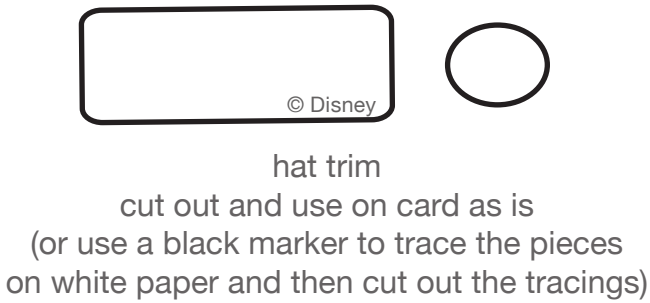 © Disney
hat trim
cut out and use on card as is
(or use a black marker to trace the pieces
on white paper and then cut out the tracings)